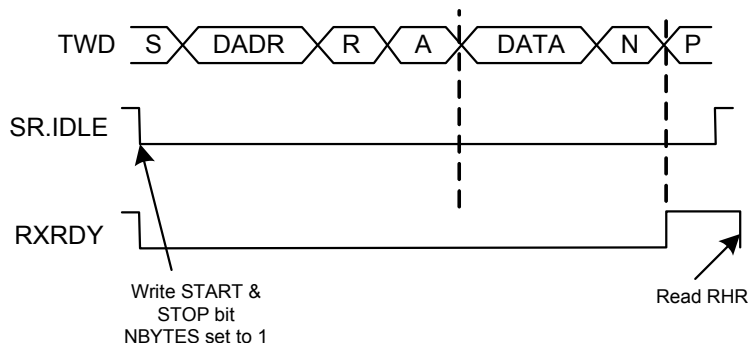 TWD S DADR R A DATA N P
SR.IDLE
RXRDY
Write START &
STOP bit
NBYTES set to 1
Read RHR